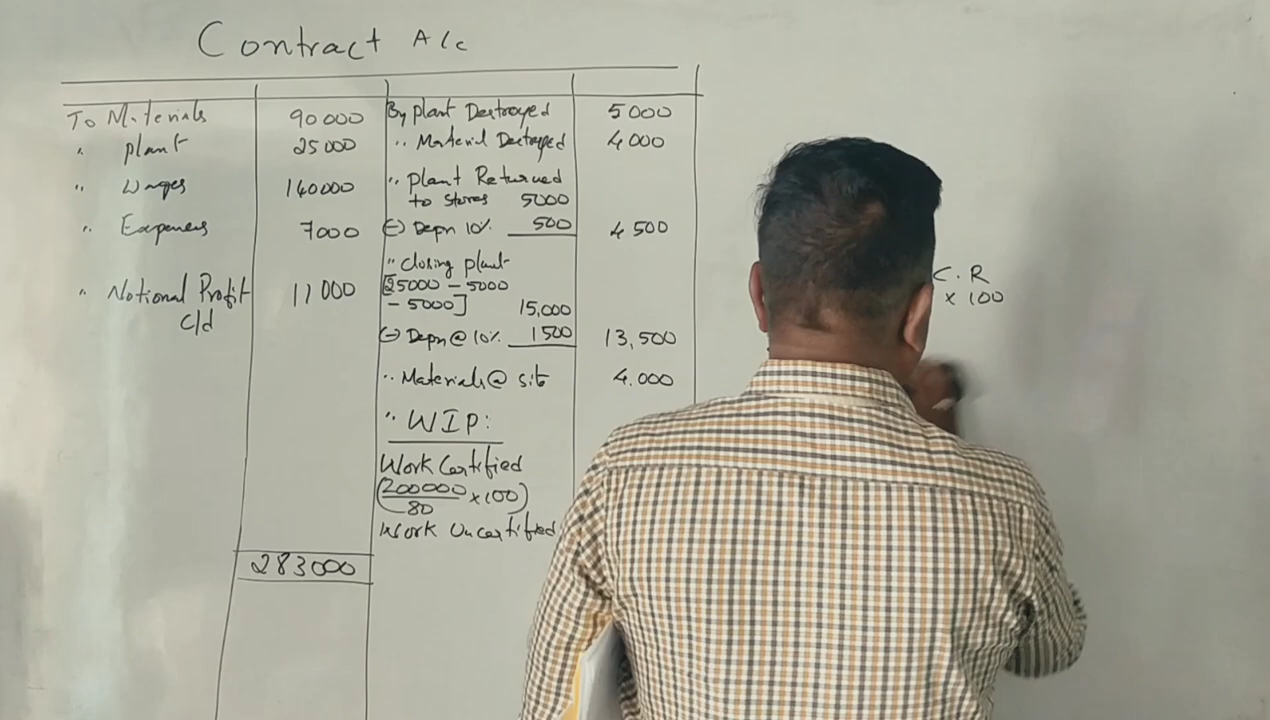 Contract A/c
To Materials 90000 By Plant Destroyed 5000
" Plant 25000 " Material Destroyed 4000
" Wages 140000 " Plant Returned
to Stores 5000
" Expenses 7000 (-) Depn 10% 500 4500
" Closing plant
" Notional Profit 11000 [25000 - 5000
c/d - 5000] 15,000
(-) Depn @ 10% 1500 13,500
" Materials @ site 4.000
" WIP:
Work Certified
(200000/80 × 100)
Work Uncertified
283000
C.R
× 100